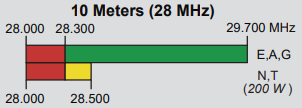 10 Meters (28 MHz)
28.000 28.300 29.700 MHz
E,A,G
N,T
(200 W)
28.000 28.500